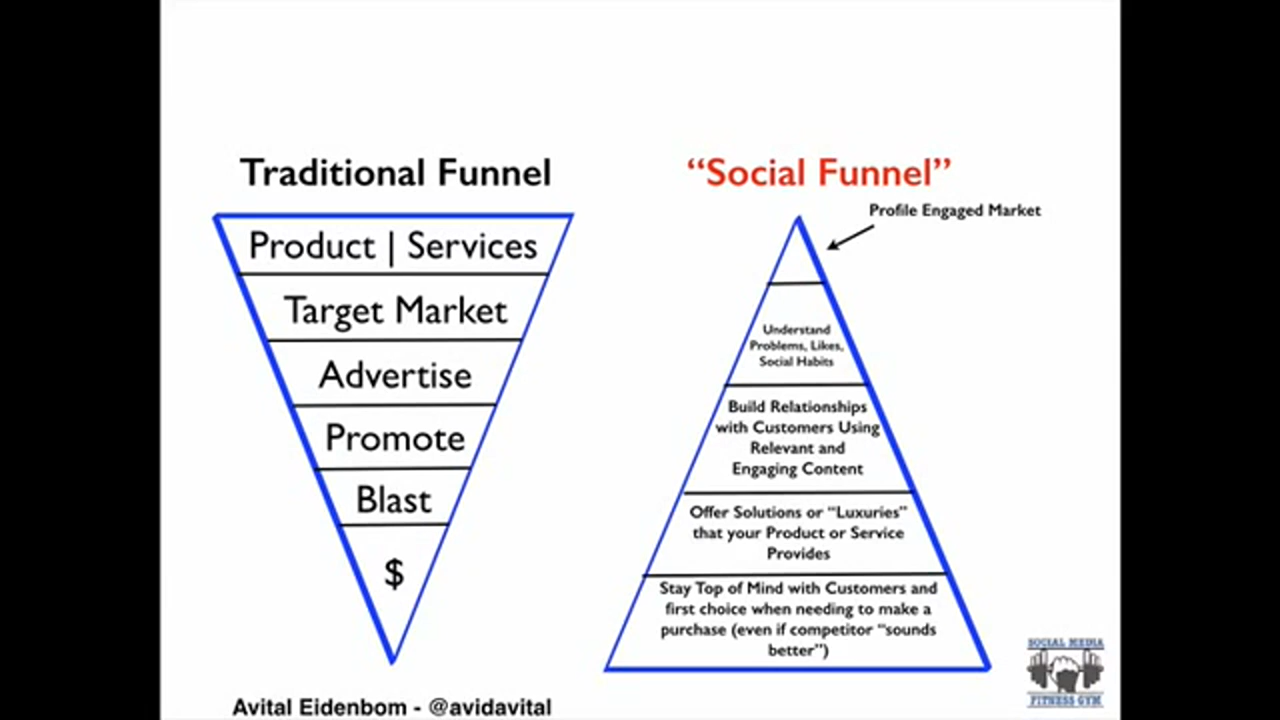 Traditional Funnel
Product | Services
Target Market
Advertise
Promote
Blast
$
“Social Funnel”
Profile Engaged Market
Understand
Problems, Likes,
Social Habits
Build Relationships
with Customers Using
Relevant and
Engaging Content
Offer Solutions or “Luxuries”
that your Product or Service
Provides
Stay Top of Mind with Customers and
first choice when needing to make a
purchase (even if competitor “sounds
better”)
Avital Eidenbom - @avidavital
SOCIAL MEDIA
FITNESS GYM